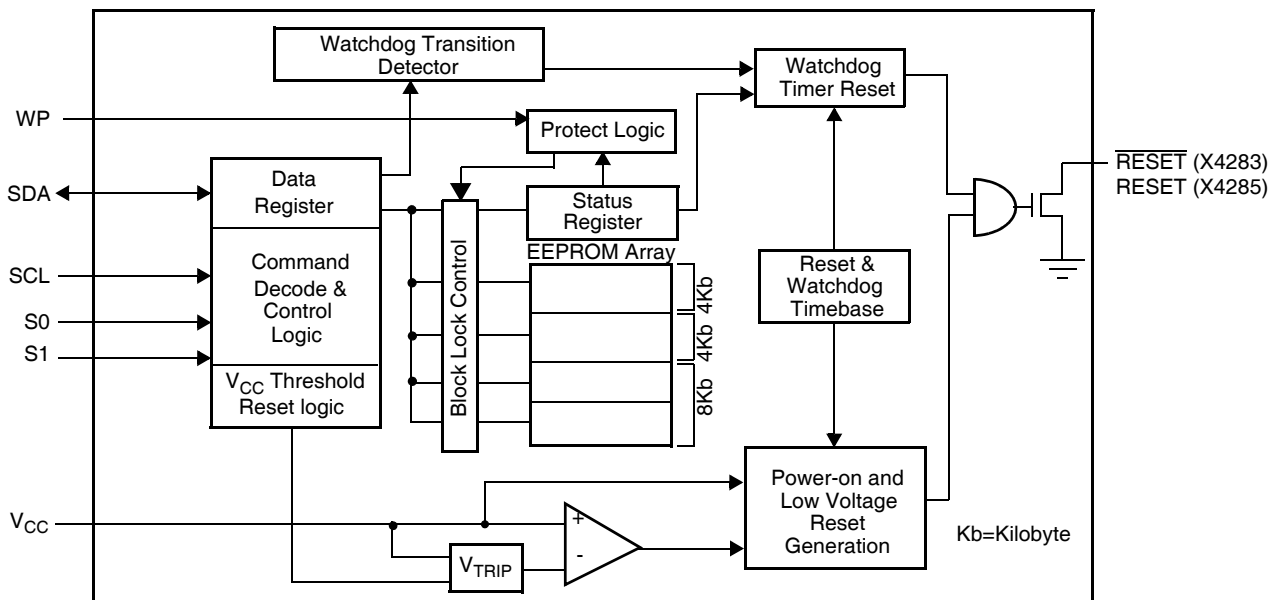 Watchdog Transition
Detector
Watchdog
Timer Reset
WP
Protect Logic
RESET (X4283)
RESET (X4285)
SDA
Data
Register
Status
Register
EEPROM Array
SCL
S0
S1
Command
Decode &
Control
Logic
Block Lock Control
4Kb
4Kb
8Kb
Reset &
Watchdog
Timebase
VCC Threshold
Reset logic
Power-on and
Low Voltage
Reset
Generation
VCC
+
-
VTRIP
Kb=Kilobyte